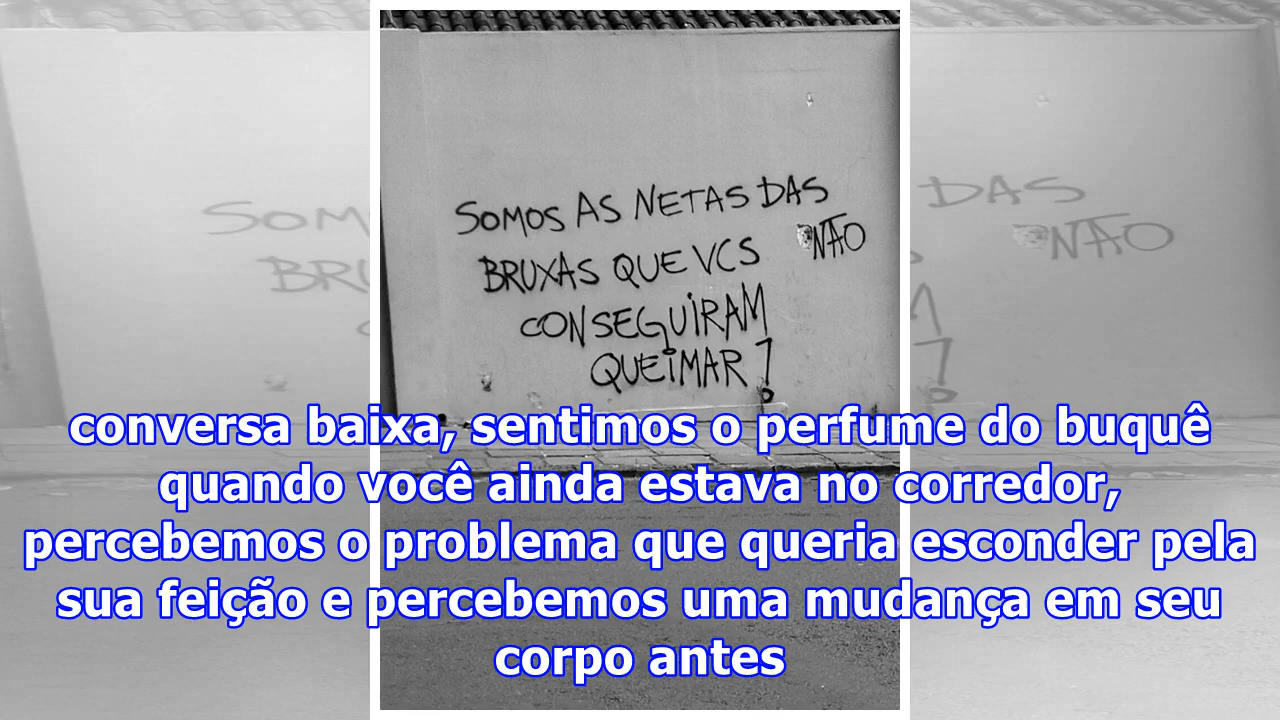 SOMOS AS NETAS DAS
BRUXAS QUE VCS NÃO
CONSEGUIRAM
QUEIMAR!
conversa baixa, sentimos o perfume do buquê
quando você ainda estava no corredor,
percebemos o problema que queria esconder pela
sua feição e percebemos uma mudança em seu
corpo antes